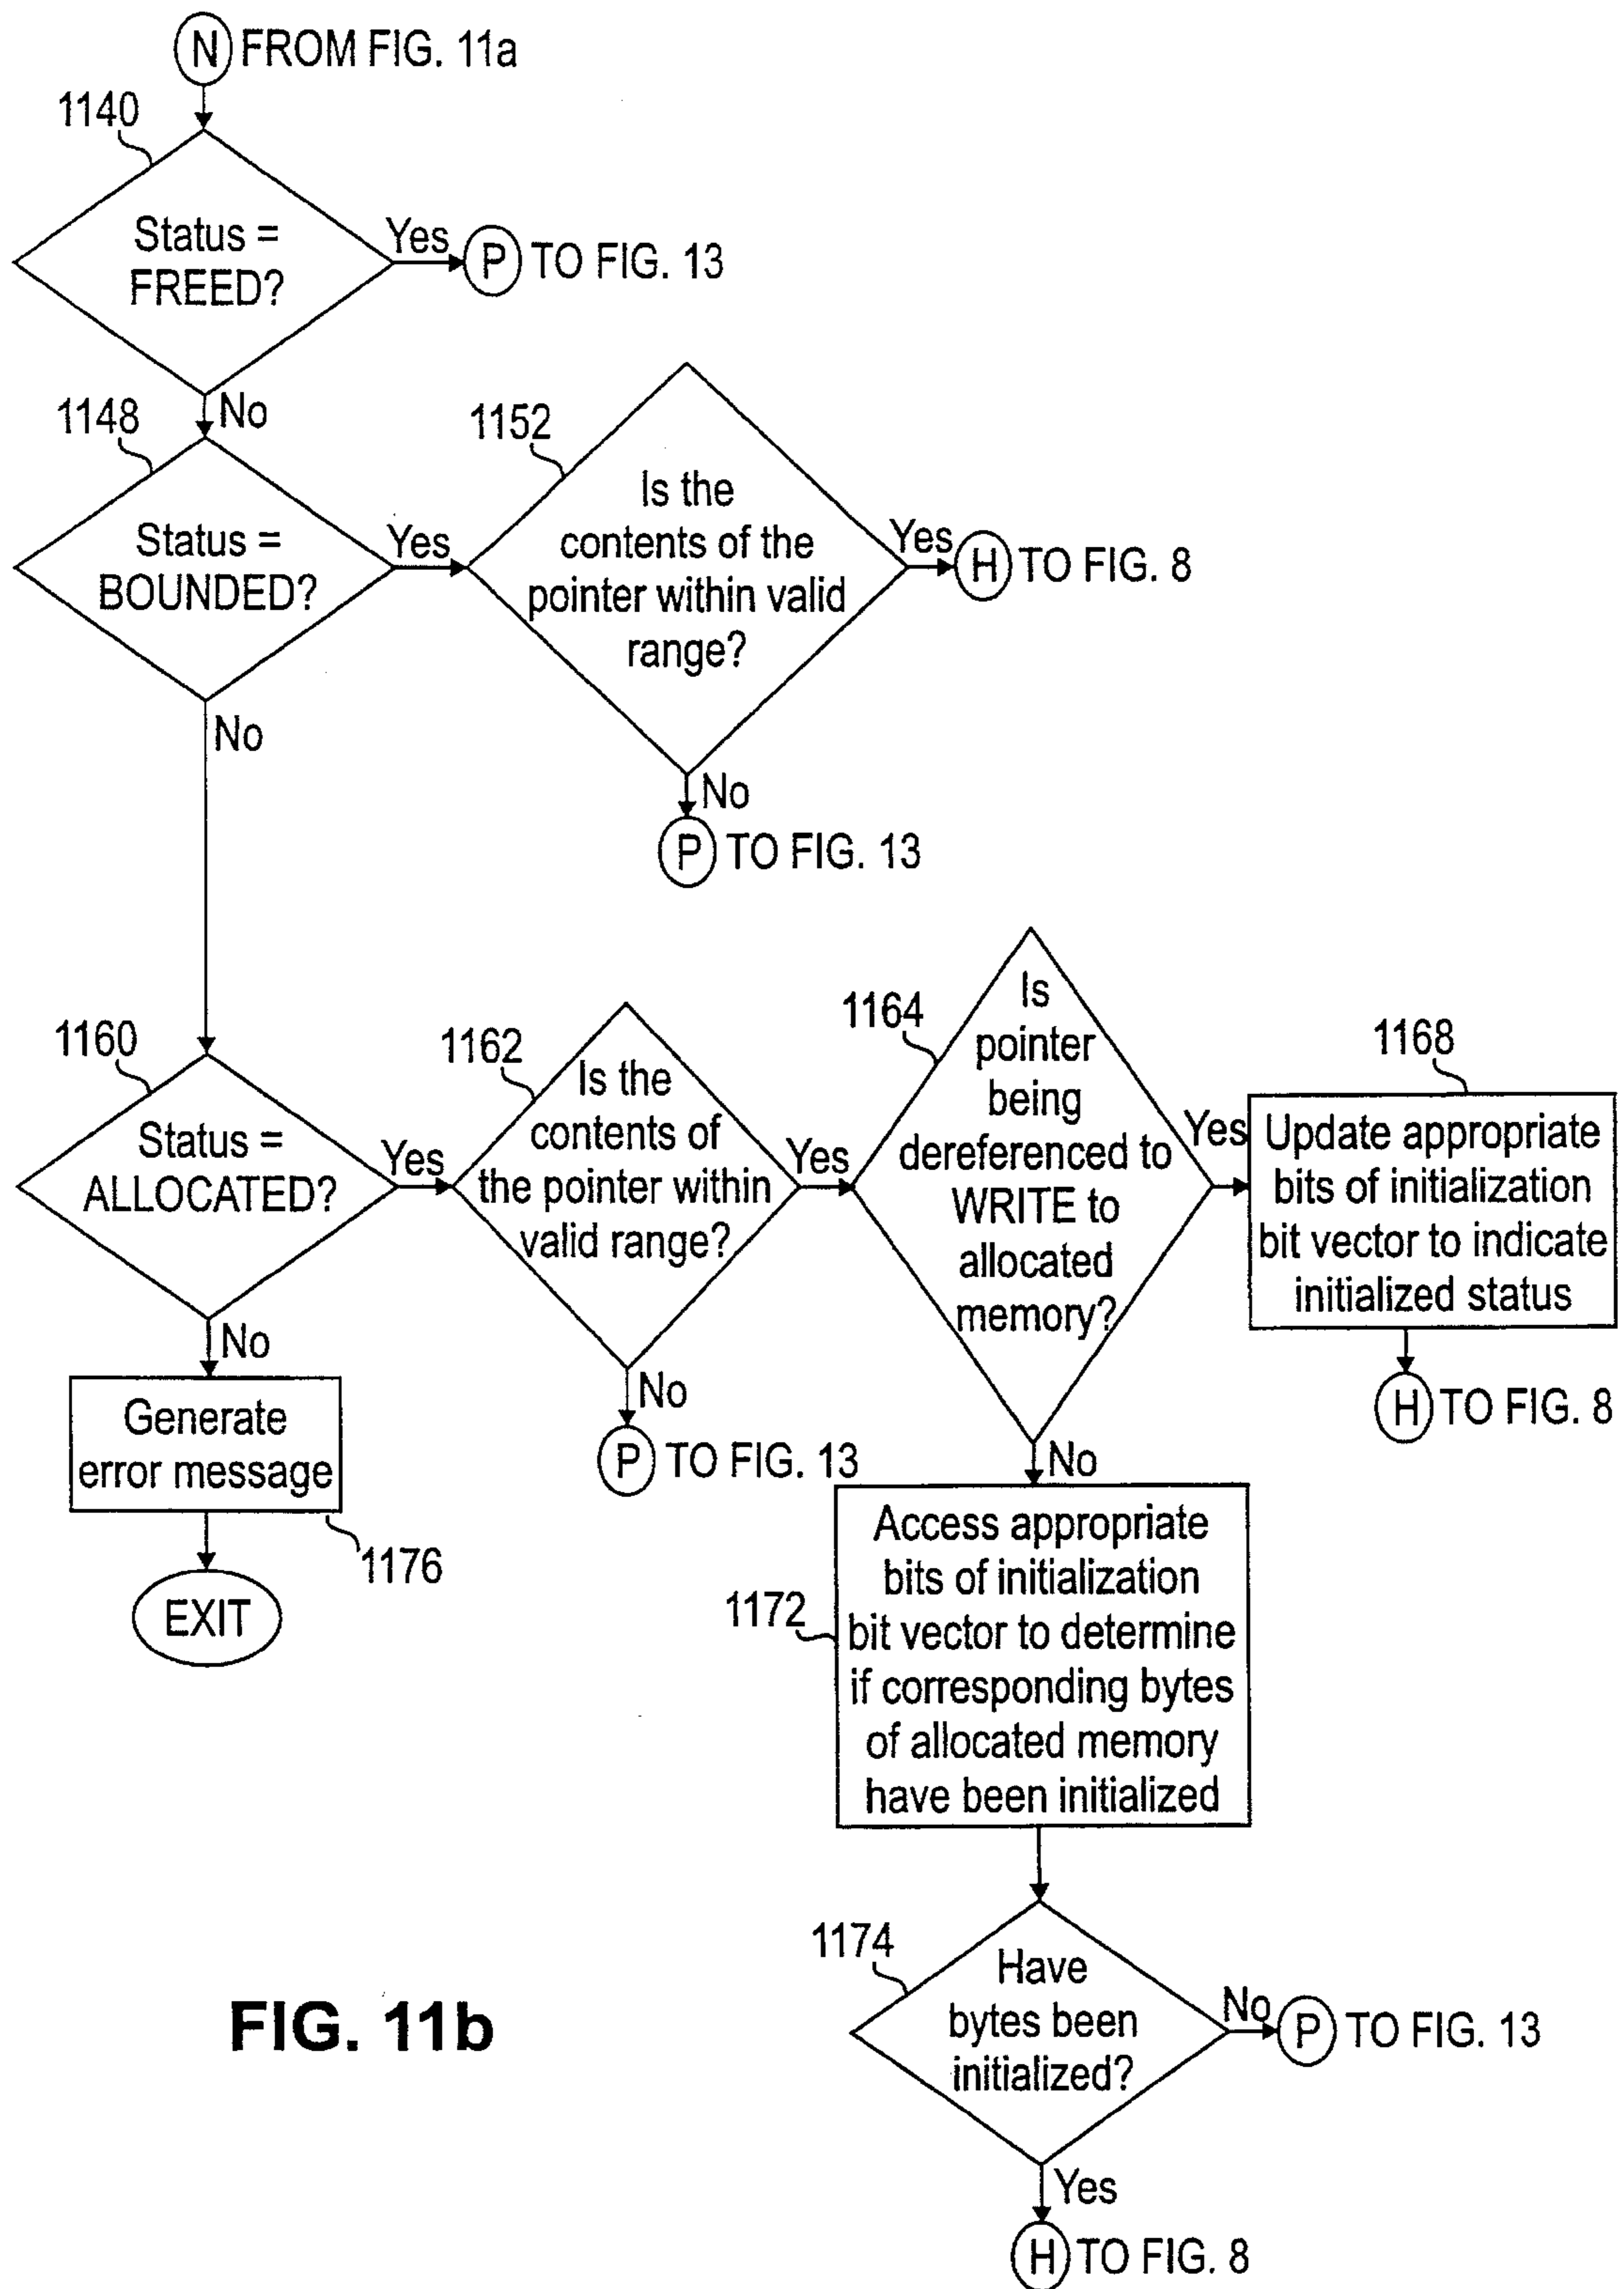 N FROM FIG. 11a
1140
Status =
FREED?
Yes
P TO FIG. 13
No
1148
Status =
BOUNDED?
Yes
1152
Is the
contents of the
pointer within valid
range?
Yes
H TO FIG. 8
No
P TO FIG. 13
No
1160
Status =
ALLOCATED?
Yes
1162
Is the
contents of
the pointer within
valid range?
Yes
1164
Is
pointer
being
dereferenced to
WRITE to
allocated
memory?
Yes
1168
Update appropriate
bits of initialization
bit vector to indicate
initialized status
H TO FIG. 8
No
Generate
error message
1176
EXIT
No
P TO FIG. 13
No
1172
Access appropriate
bits of initialization
bit vector to determine
if corresponding bytes
of allocated memory
have been initialized
1174
Have
bytes been
initialized?
No
P TO FIG. 13
Yes
H TO FIG. 8
FIG. 11b